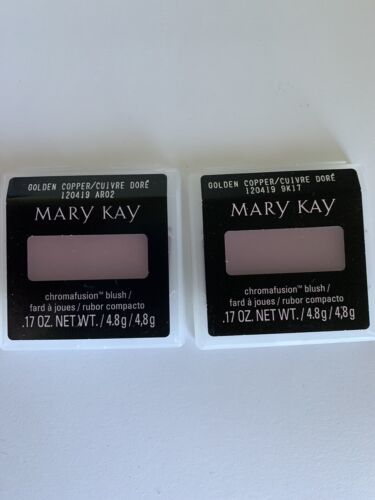 GOLDEN COPPER/CUIVRE DORÉ
120419 AR02
MARY KAY
chromafusion™ blush /
fard à joues / rubor compacto
.17 OZ. NET WT. / 4.8 g / 4,8 g
GOLDEN COPPER/CUIVRE DORÉ
120419 9K17
MARY KAY
chromafusion™ blush /
fard à joues / rubor compacto
.17 OZ. NET WT. / 4.8 g / 4,8 g